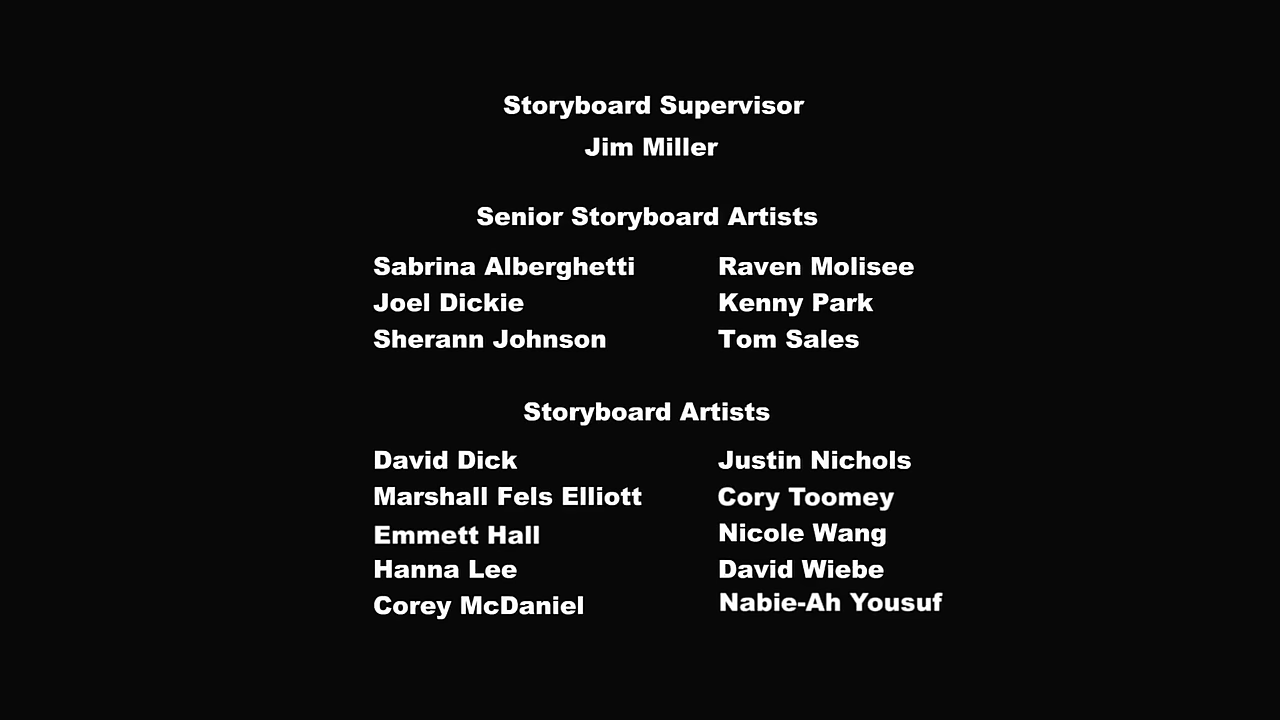 Storyboard Supervisor
Jim Miller
Senior Storyboard Artists
Sabrina Alberghetti Raven Molisee
Joel Dickie Kenny Park
Sherann Johnson Tom Sales
Storyboard Artists
David Dick Justin Nichols
Marshall Fels Elliott Cory Toomey
Emmett Hall Nicole Wang
Hanna Lee David Wiebe
Corey McDaniel Nabie-Ah Yousuf